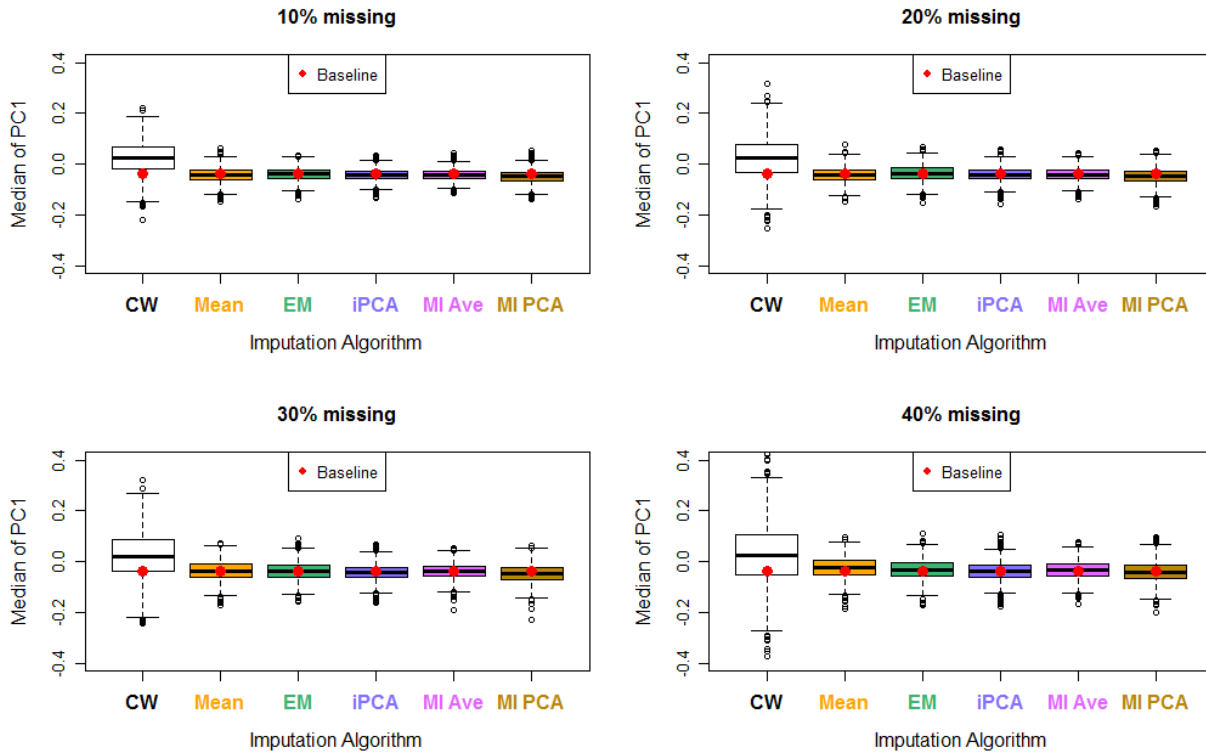 10% missing
Median of PC1
0.4
0.2
0.0
-0.2
-0.4
Baseline
CW Mean EM iPCA MI Ave MI PCA
Imputation Algorithm
20% missing
Median of PC1
0.4
0.2
0.0
-0.2
-0.4
Baseline
CW Mean EM iPCA MI Ave MI PCA
Imputation Algorithm
30% missing
Median of PC1
0.4
0.2
0.0
-0.2
-0.4
Baseline
CW Mean EM iPCA MI Ave MI PCA
Imputation Algorithm
40% missing
Median of PC1
0.4
0.2
0.0
-0.2
-0.4
Baseline
CW Mean EM iPCA MI Ave MI PCA
Imputation Algorithm